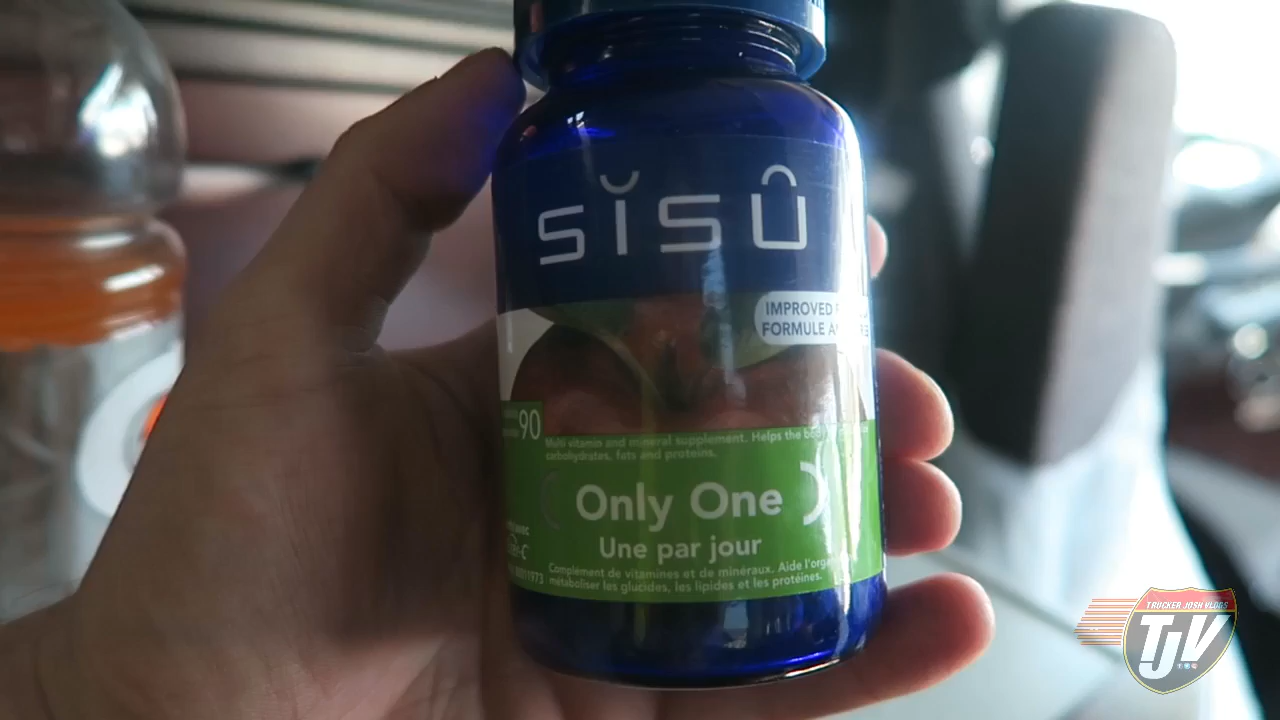 SISU
IMPROVED
FORMULE
90
Multi vitamin and mineral supplement. Helps the body
carbohydrates, fats and proteins.
Only One
Une par jour
Complément de vitamines et de minéraux. Aide
métaboliser les glucides, les lipides et les protéines.
TRUCKER JOSH VLOGS
TJV